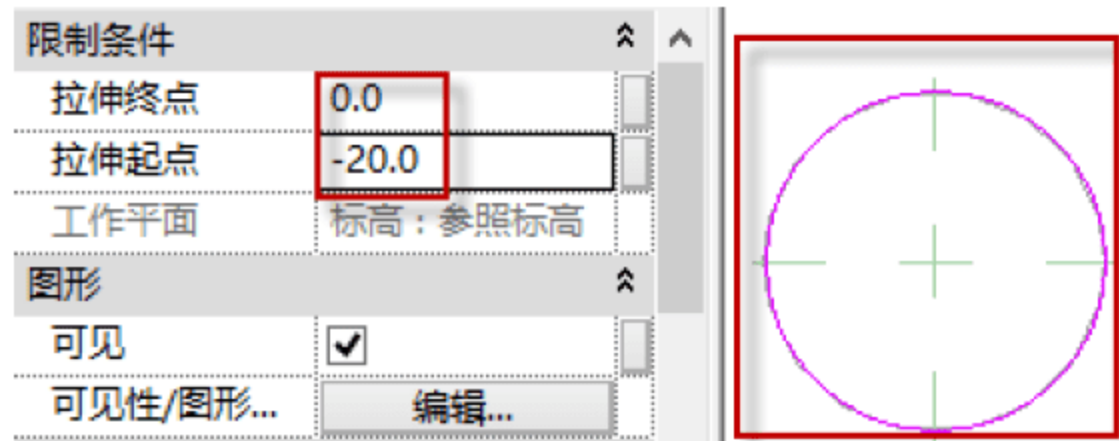 限制条件
拉伸终点 0.0
拉伸起点 -20.0
工作平面 标高：参照标高
图形
可见
可见性/图形... 编辑...